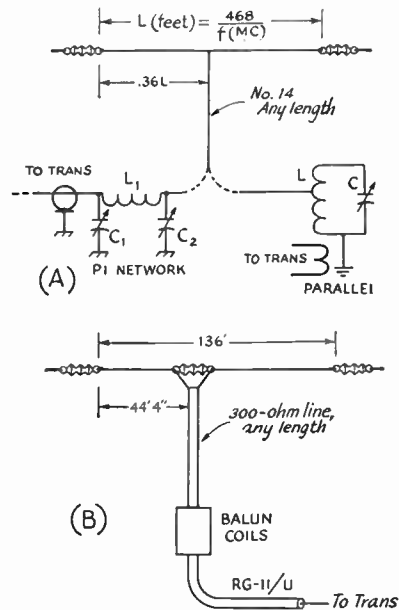 L (feet) = 468 / f(MC)
.36L
No. 14
Any length
TO TRANS
L1
L
C
C1
C2
(A)
PI NETWORK
TO TRANS
PARALLEL
136'
44'4"
300-ohm line,
any length
(B)
BALUN
COILS
RG-11/U
To Trans